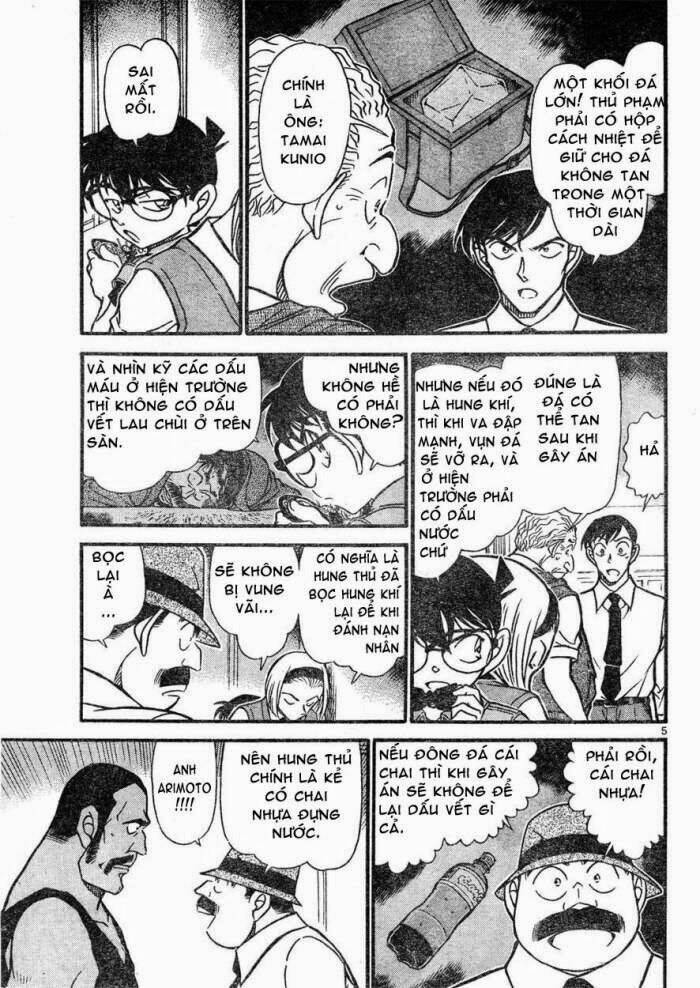 MỘT KHỐI ĐÁ
LỚN! THỦ PHẠM
PHẢI CÓ HỘP
CÁCH NHIỆT ĐỂ
GIỮ CHO ĐÁ
KHÔNG TAN
TRONG MỘT
THỜI GIAN
DÀI
CHÍNH
LÀ
ÔNG:
TAMAI
KUNIO
SAI
MẤT
RỒI.
HẢ
ĐÚNG LÀ
ĐÁ CÓ
THỂ TAN
SAU KHI
GÂY ÁN
NHƯNG NẾU ĐÓ
LÀ HUNG KHÍ,
THÌ KHI VA ĐẬP
MẠNH, VỤN ĐÁ
SẼ VỠ RA, VÀ
Ở HIỆN
TRƯỜNG PHẢI
CÓ DẤU
NƯỚC
CHỨ
NHƯNG
KHÔNG HỀ
CÓ PHẢI
KHÔNG?
VÀ NHÌN KỸ CÁC DẤU
MÁU Ở HIỆN TRƯỜNG
THÌ KHÔNG CÓ DẤU
VẾT LAU CHÙI Ở TRÊN
SÀN.
CÓ NGHĨA LÀ
HUNG THỦ ĐÃ
BỌC HUNG KHÍ
LẠI ĐỂ KHI
ĐÁNH NẠN
NHÂN
SẼ KHÔNG
BỊ VUNG
VÃI...
BỌC
LẠI
À
...
5
PHẢI RỒI,
CÁI CHAI
NHỰA!
NẾU ĐÔNG ĐÁ CÁI
CHAI THÌ KHI GÂY
ÁN SẼ KHÔNG ĐỂ
LẠI DẤU VẾT GÌ
CẢ.
NÊN HUNG THỦ
CHÍNH LÀ KẺ
CÓ CHAI
NHỰA ĐỰNG
NƯỚC.
ANH
ARIMOTO
!!!!